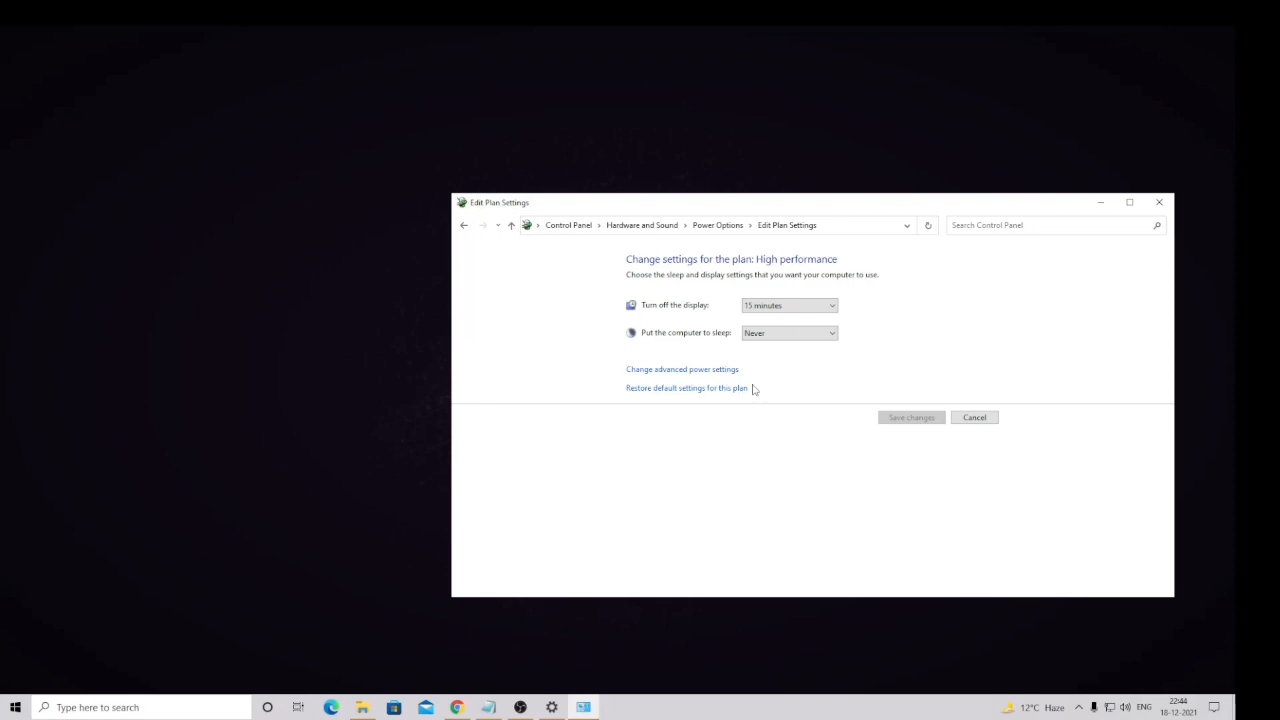 Edit Plan Settings
Control Panel
Hardware and Sound
Power Options
Edit Plan Settings
Search Control Panel
Change settings for the plan: High performance
Choose the sleep and display settings that you want your computer to use.
Turn off the display:
15 minutes
Put the computer to sleep:
Never
Change advanced power settings
Restore default settings for this plan
Save changes
Cancel
Type here to search
12°C Haze
ENG
22:44
18-12-2021